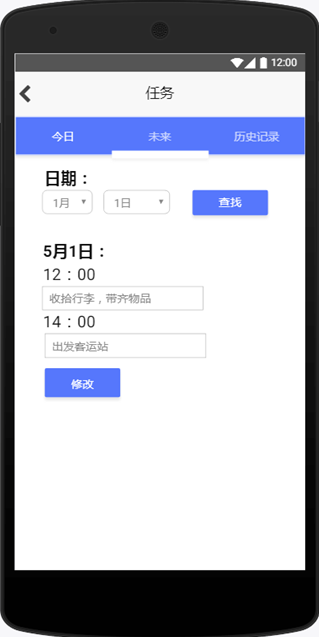 12:00
任务
今日 未来 历史记录
日期：
1月 1日 查找
5月1日：
12：00
收拾行李，带齐物品
14：00
出发客运站
修改